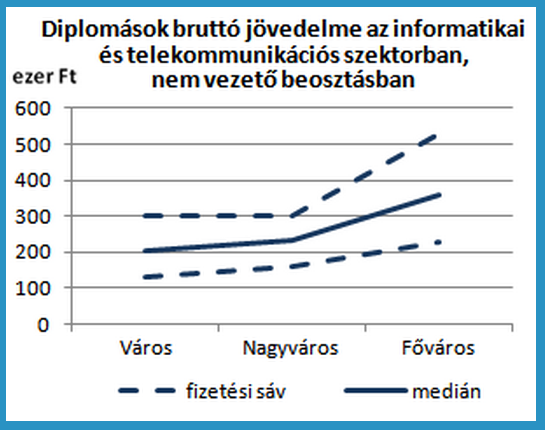 Diplomások bruttó jövedelme az informatikai
és telekommunikációs szektorban,
nem vezető beosztásban
ezer Ft
600
500
400
300
200
100
0
Város Nagyváros Főváros
fizetési sáv medián